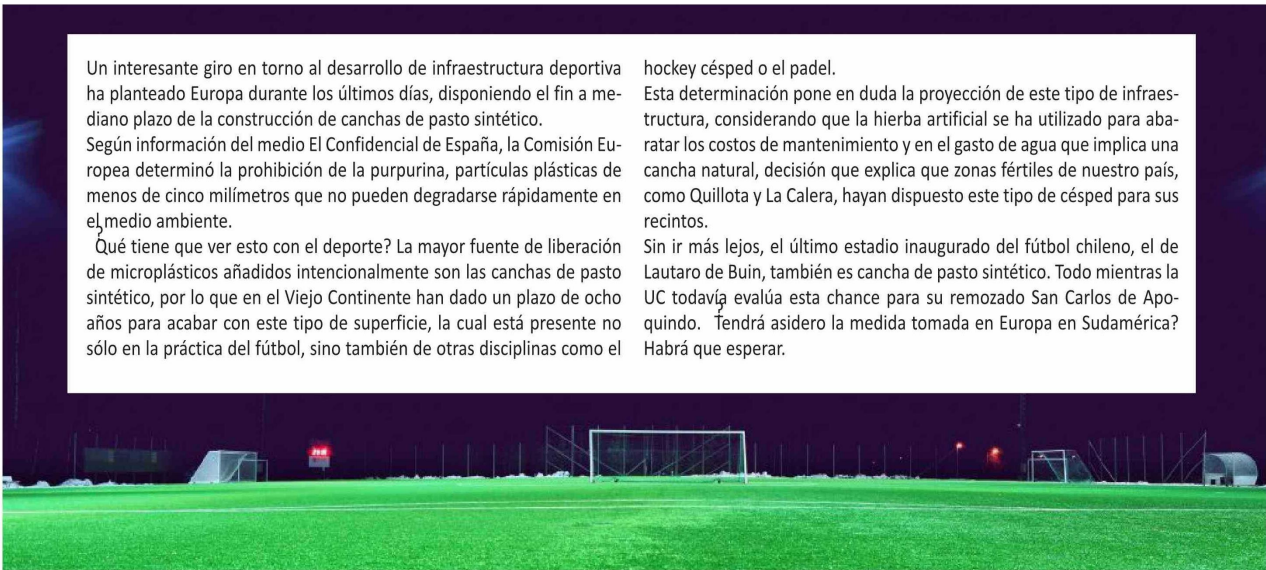 Un interesante giro en torno al desarrollo de infraestructura deportiva
ha planteado Europa durante los últimos días, disponiendo el fin a me-
diano plazo de la construcción de canchas de pasto sintético.
Según información del medio El Confidencial de España, la Comisión Eu-
ropea determinó la prohibición de la purpurina, partículas plásticas de
menos de cinco milímetros que no pueden degradarse rápidamente en
el medio ambiente.
?Qué tiene que ver esto con el deporte? La mayor fuente de liberación
de microplásticos añadidos intencionalmente son las canchas de pasto
sintético, por lo que en el Viejo Continente han dado un plazo de ocho
años para acabar con este tipo de superficie, la cual está presente no
sólo en la práctica del fútbol, sino también de otras disciplinas como el
hockey césped o el padel.
Esta determinación pone en duda la proyección de este tipo de infraes-
tructura, considerando que la hierba artificial se ha utilizado para aba-
ratar los costos de mantenimiento y en el gasto de agua que implica una
cancha natural, decisión que explica que zonas fértiles de nuestro país,
como Quillota y La Calera, hayan dispuesto este tipo de césped para sus
recintos.
Sin ir más lejos, el último estadio inaugurado del fútbol chileno, el de
Lautaro de Buin, también es cancha de pasto sintético. Todo mientras la
UC todavía evalúa esta chance para su remozado San Carlos de Apo-
quindo. ?Tendrá asidero la medida tomada en Europa en Sudamérica?
Habrá que esperar.